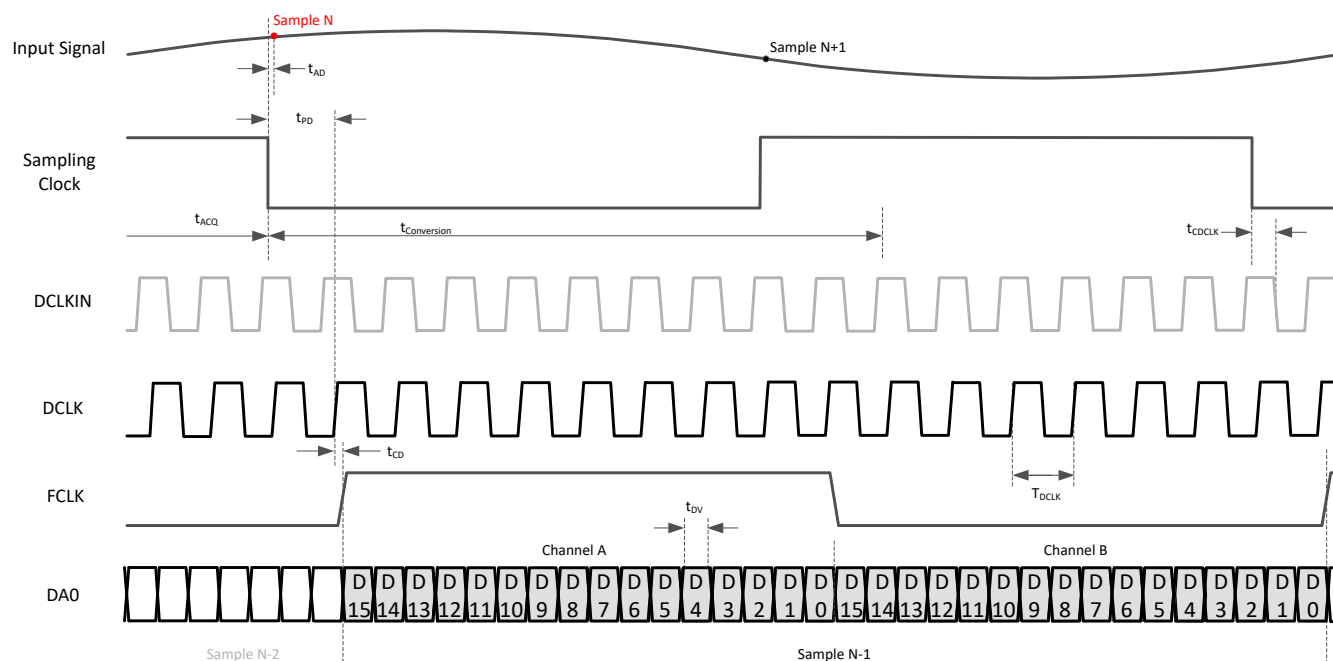 Sample N
Input Signal
Sample N+1
tAD
tPD
Sampling
Clock
tACQ
tConversion
tCDCLK
DCLKIN
DCLK
tCD
FCLK
TDCLK
tDV
Channel A
Channel B
DA0
D D D D D D D D D D D D D D D D D D D D D D D D D D D D D D D D
15 14 13 12 11 10 9 8 7 6 5 4 3 2 1 0 15 14 13 12 11 10 9 8 7 6 5 4 3 2 1 0
Sample N-2
Sample N-1